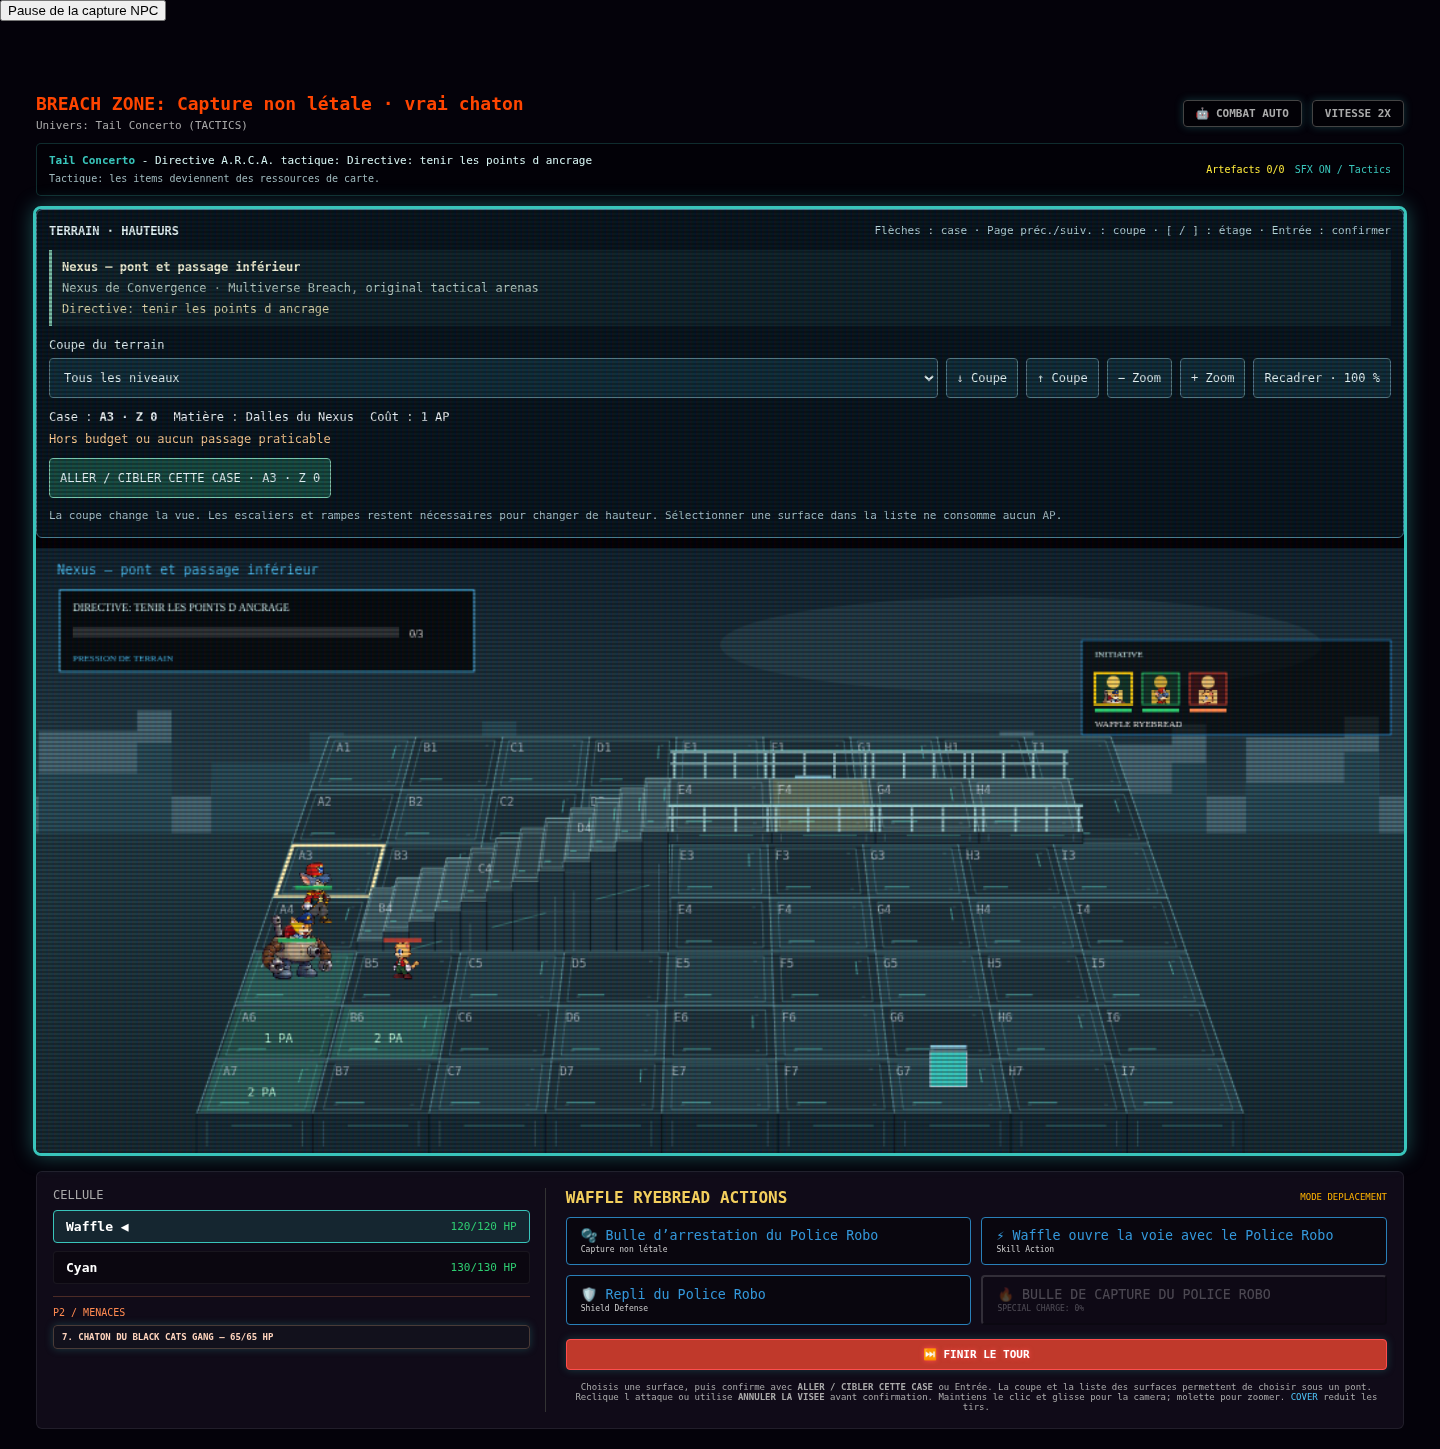 Pause de la capture NPC
BREACH ZONE: Capture non létale · vrai chaton
Univers: Tail Concerto (TACTICS)
🤖 COMBAT AUTO
VITESSE 2X
Tail Concerto - Directive A.R.C.A. tactique: Directive: tenir les points d ancrage
Tactique: les items deviennent des ressources de carte.
Artefacts 0/0 SFX ON / Tactics
TERRAIN · HAUTEURS
Flèches : case · Page préc./suiv. : coupe · [ / ] : étage · Entrée : confirmer
Nexus — pont et passage inférieur
Nexus de Convergence · Multiverse Breach, original tactical arenas
Directive: tenir les points d ancrage
Coupe du terrain
Tous les niveaux
↓ Coupe
↑ Coupe
− Zoom
+ Zoom
Recadrer · 100 %
Case : A3 · Z 0 Matière : Dalles du Nexus Coût : 1 AP
Hors budget ou aucun passage praticable
ALLER / CIBLER CETTE CASE · A3 · Z 0
La coupe change la vue. Les escaliers et rampes restent nécessaires pour changer de hauteur. Sélectionner une surface dans la liste ne consomme aucun AP.
Nexus — pont et passage inférieur
DIRECTIVE: TENIR LES POINTS D ANCRAGE
0/3
PRESSION DE TERRAIN
INITIATIVE
WAFFLE RYEBREAD
A1 B1 C1 D1 E1 F1 G1 H1 I1
E4 F4 G4 H4
A2 B2 C2
D4
A3 B3 C4 E3 F3 G3 H3 I3
A4 B4 E4 F4 G4 H4 I4
B5 C5 D5 E5 F5 G5 H5 I5
A6 B6 C6 D6 E6 F6 G6 H6 I6
1 PA 2 PA
A7 B7 C7 D7 E7 F7 G7 H7 I7
2 PA
CELLULE
Waffle ◀ 120/120 HP
Cyan 130/130 HP
P2 / MENACES
7. CHATON DU BLACK CATS GANG — 65/65 HP
WAFFLE RYEBREAD ACTIONS
MODE DEPLACEMENT
🫧 Bulle d’arrestation du Police Robo
Capture non létale
⚡ Waffle ouvre la voie avec le Police Robo
Skill Action
🛡️ Repli du Police Robo
Shield Defense
🔥 BULLE DE CAPTURE DU POLICE ROBO
SPECIAL CHARGE: 0%
⏩ FINIR LE TOUR
Choisis une surface, puis confirme avec ALLER / CIBLER CETTE CASE ou Entrée. La coupe et la liste des surfaces permettent de choisir sous un pont.
Reclique l attaque ou utilise ANNULER LA VISEE avant confirmation. Maintiens le clic et glisse pour la camera; molette pour zoomer. COVER reduit les
tirs.